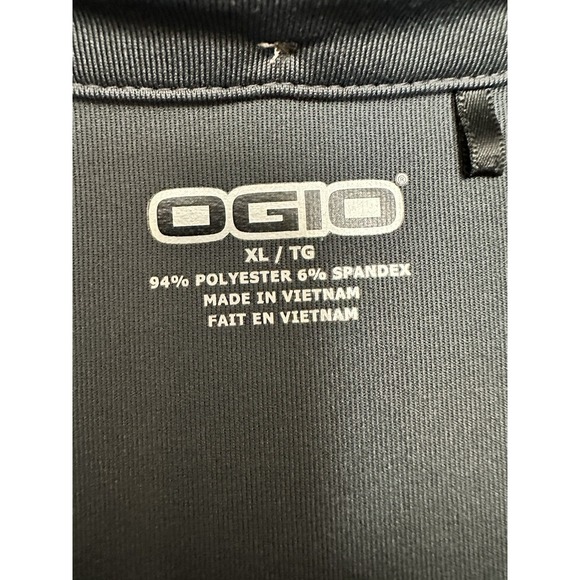 OGIO®
XL / TG
94% POLYESTER 6% SPANDEX
MADE IN VIETNAM
FAIT EN VIETNAM